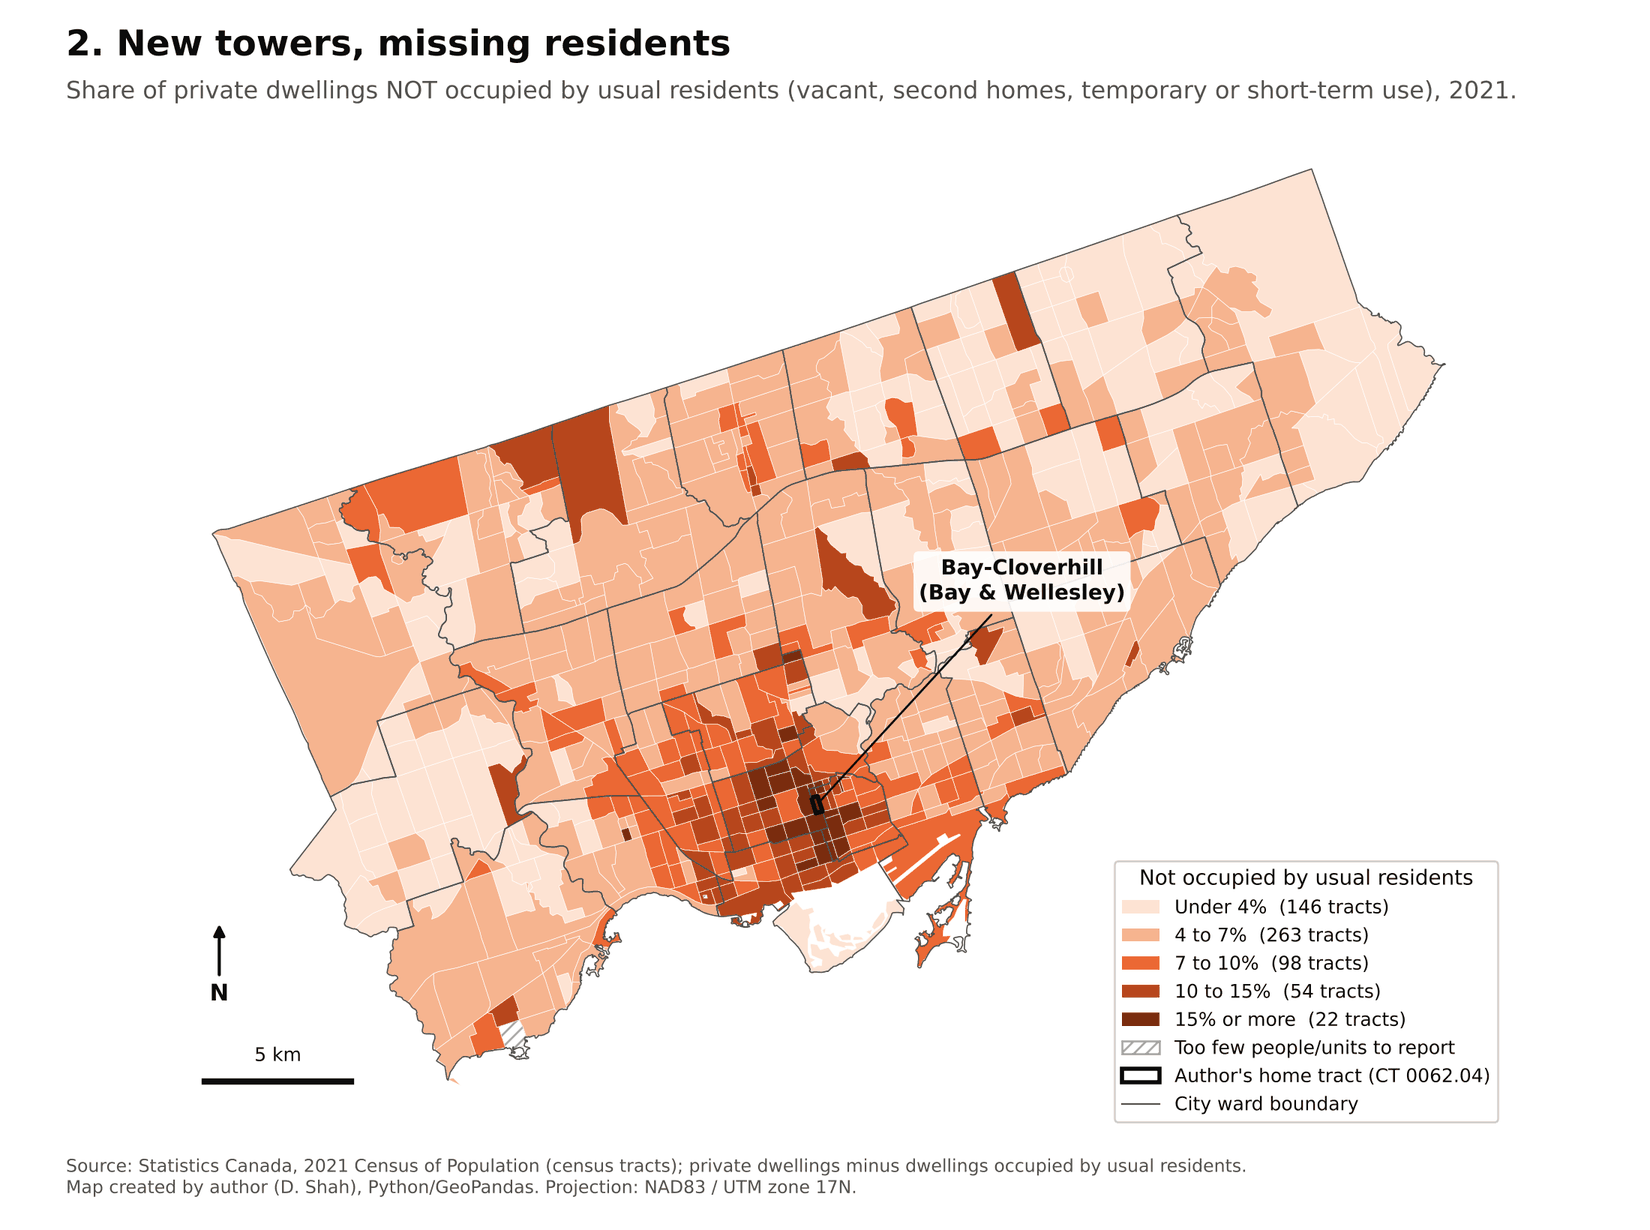 2. New towers, missing residents
Share of private dwellings NOT occupied by usual residents (vacant, second homes, temporary or short-term use), 2021.
Bay-Cloverhill
(Bay & Wellesley)
N
5 km
Not occupied by usual residents
Under 4% (146 tracts)
4 to 7% (263 tracts)
7 to 10% (98 tracts)
10 to 15% (54 tracts)
15% or more (22 tracts)
Too few people/units to report
Author's home tract (CT 0062.04)
City ward boundary
Source: Statistics Canada, 2021 Census of Population (census tracts); private dwellings minus dwellings occupied by usual residents.
Map created by author (D. Shah), Python/GeoPandas. Projection: NAD83 / UTM zone 17N.